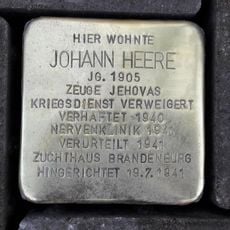 HIER WOHNTE
JOHANN HEERE
JG. 1905
ZEUGE JEHOVAS
KRIEGSDIENST VERWEIGERT
VERHAFTET 1940
NERVENKLINIK
VERURTEILT 1941
ZUCHTHAUS BRANDENBURG
HINGERICHTET 19.7.1941